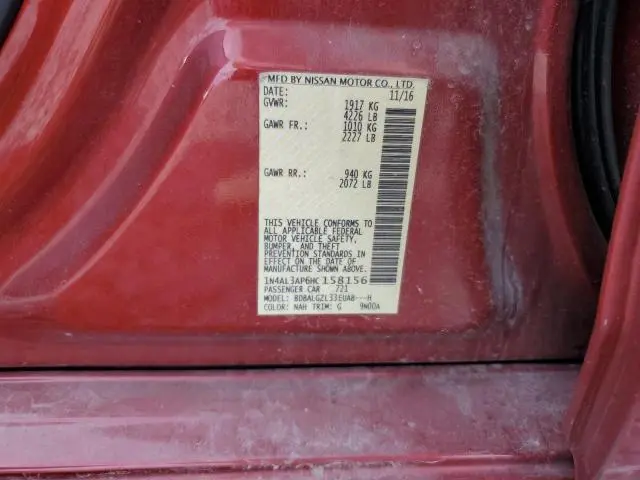 MFD BY NISSAN MOTOR CO., LTD.
DATE: 11/16
GVWR: 1917 KG
4226 LB
GAWR FR.: 1010 KG
2227 LB
GAWR RR.: 940 KG
2072 LB
THIS VEHICLE CONFORMS TO
ALL APPLICABLE FEDERAL
MOTOR VEHICLE SAFETY,
BUMPER, AND THEFT
PREVENTION STANDARDS IN
EFFECT ON THE DATE OF
MANUFACTURE SHOWN ABOVE.
1N4AL3AP6HC158156
PASSENGER CAR 721
MODEL: BDBALGZL33EUA8---H
COLOR: NAH TRIM: G 9N00A